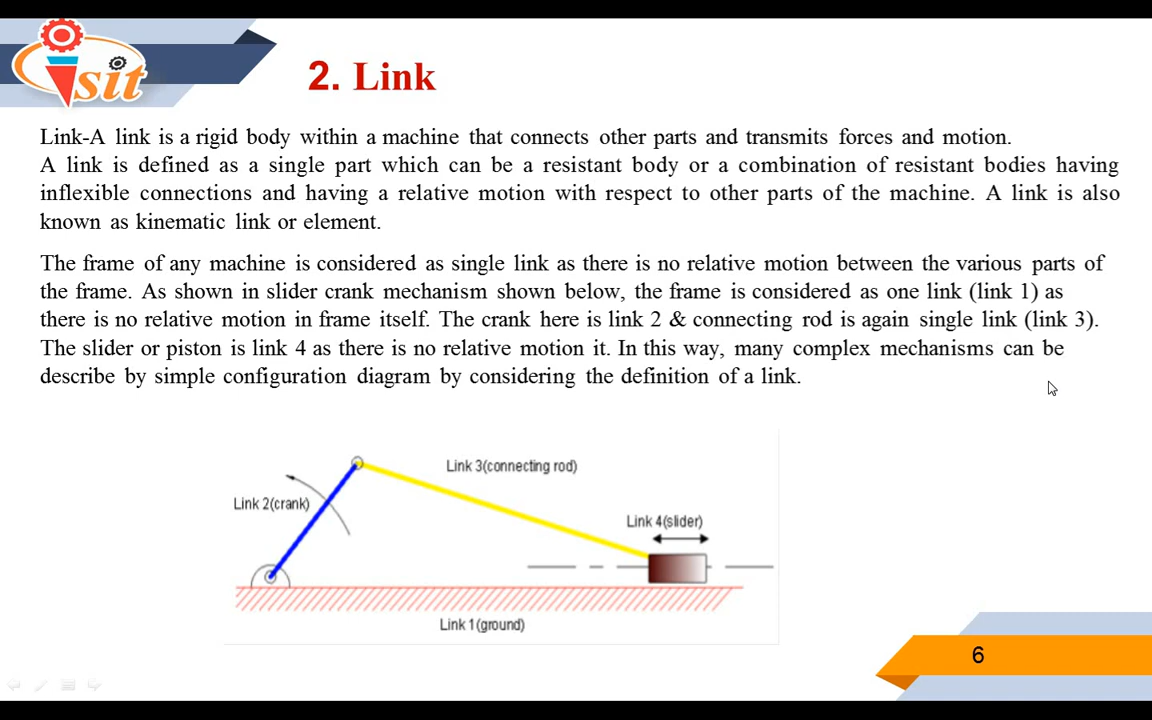 sit
2. Link
Link-A link is a rigid body within a machine that connects other parts and transmits forces and motion.
A link is defined as a single part which can be a resistant body or a combination of resistant bodies having
inflexible connections and having a relative motion with respect to other parts of the machine. A link is also
known as kinematic link or element.
The frame of any machine is considered as single link as there is no relative motion between the various parts of
the frame. As shown in slider crank mechanism shown below, the frame is considered as one link (link 1) as
there is no relative motion in frame itself. The crank here is link 2 & connecting rod is again single link (link 3).
The slider or piston is link 4 as there is no relative motion it. In this way, many complex mechanisms can be
describe by simple configuration diagram by considering the definition of a link.
Link 3(connecting rod)
Link 2(crank)
Link 4(slider)
Link 1(ground)
6